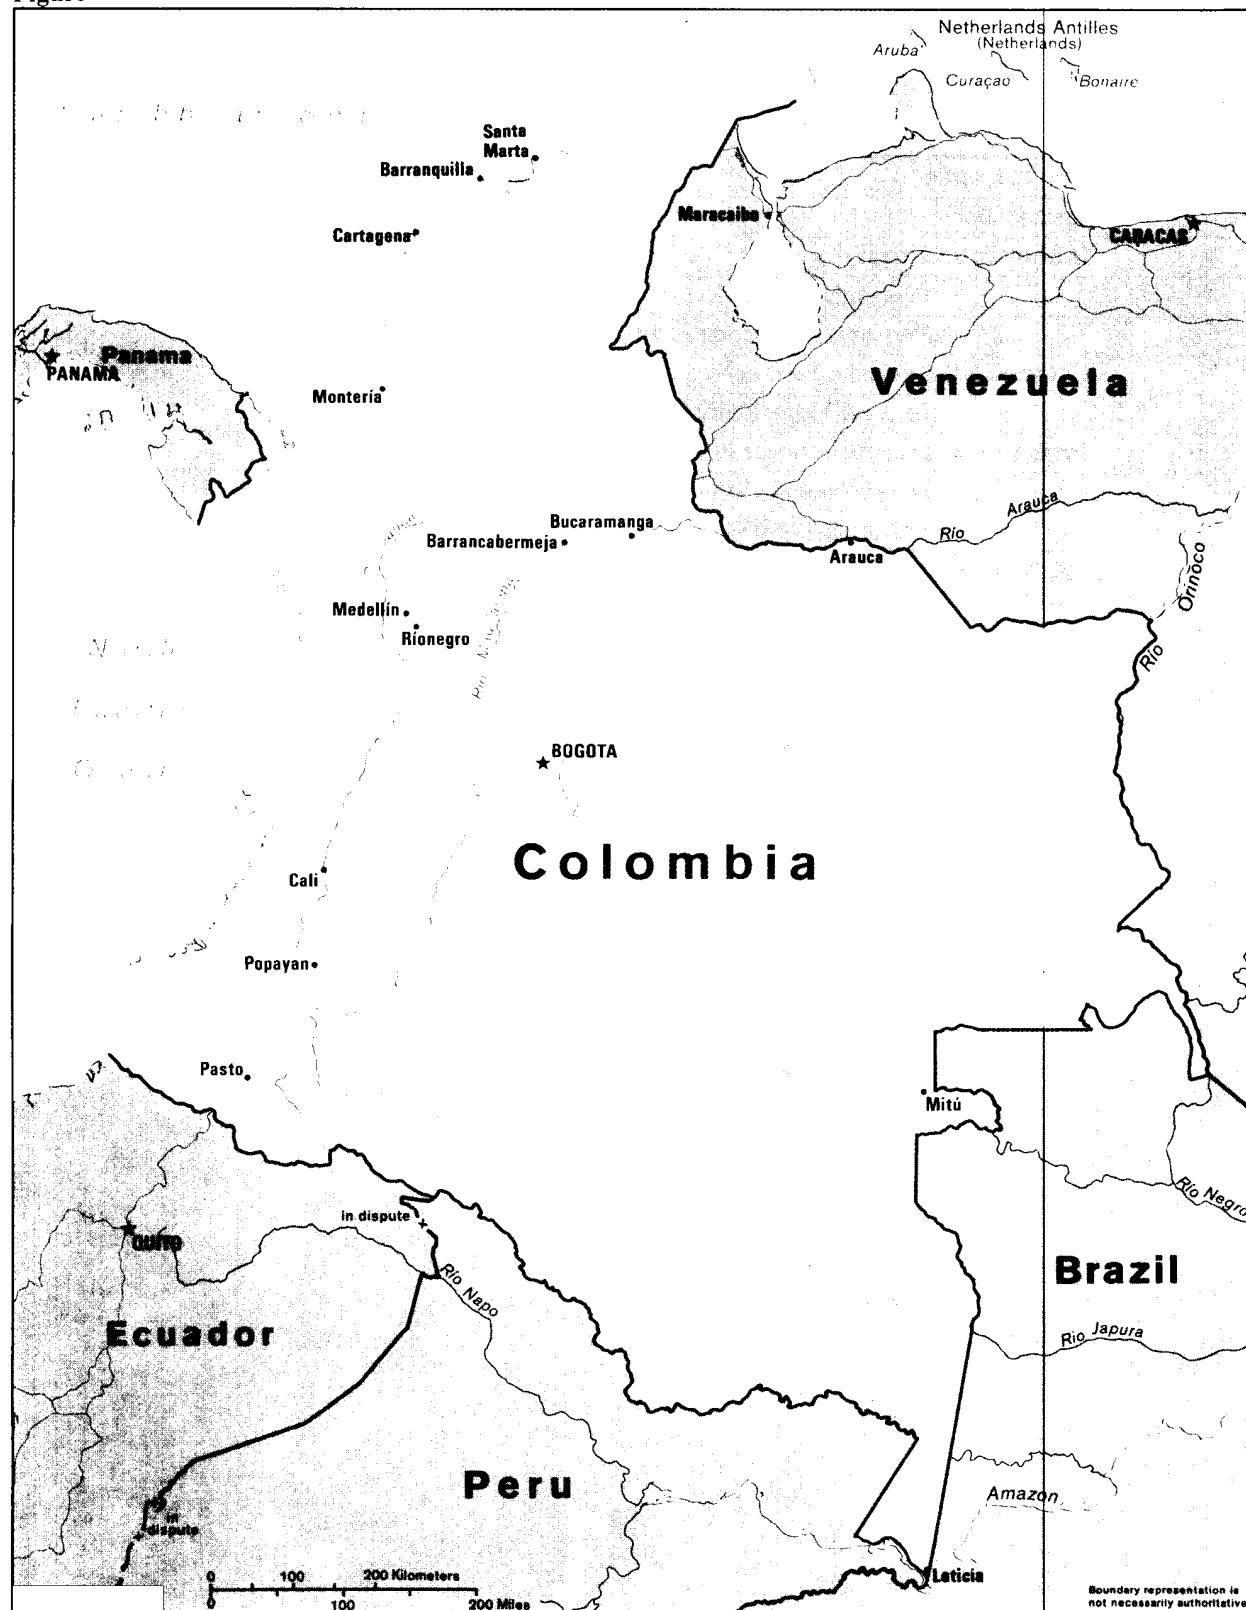 Netherlands Antilles
(Netherlands)
Aruba
Curaçao
Bonaire
Santa
Marta
Barranquilla
Maracaibo
Cartagena
CARACAS
Panama
PANAMA
Venezuela
Montería
Arauca
Río
Bucaramanga
Barrancabermeja
Arauca
Orinoco
Río
Medellín
Ríonegro
BOGOTA
Colombia
Cali
Popayan
Pasto
Mitú
Río Negro
in dispute
QUITO
Río Napo
Brazil
Ecuador
Rio Japura
Peru
Amazon
in
dispute
0 100 200 Kilometers
0 100 200 Miles
Leticia
Boundary representation is
not necessarily authoritative